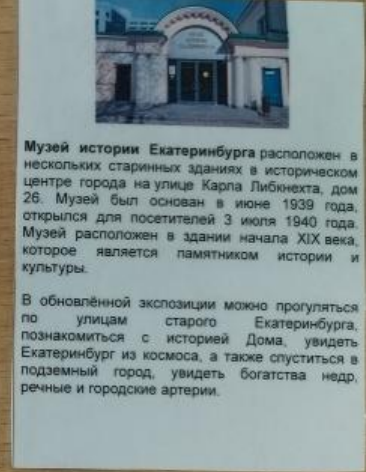 Музей истории Екатеринбурга расположен в
нескольких старинных зданиях в историческом
центре города на улице Карла Либкнехта, дом
26. Музей был основан в июне 1939 года,
открылся для посетителей 3 июля 1940 года.
Музей расположен в здании начала XIX века,
которое является памятником истории и
культуры.
В обновлённой экспозиции можно прогуляться
по улицам старого Екатеринбурга,
познакомиться с историей Дома, увидеть
Екатеринбург из космоса, а также спуститься в
подземный город, увидеть богатства недр,
речные и городские артерии.